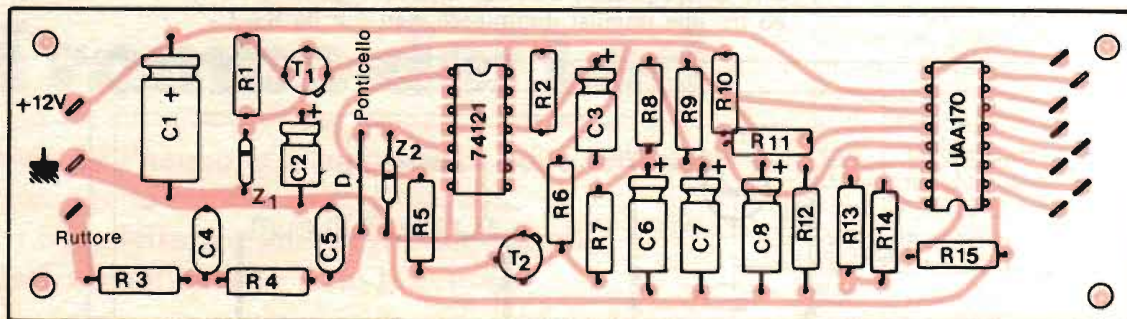 +12V
Ruttore
C1
+
R1
T1
Z1
C2
+
Ponticello
D
Z2
R3
C4
R4
C5
R5
74121
R2
C3
+
R6
T2
R7
R8
C6
+
R9
C7
+
R10
R11
C8
+
R12
R13
R14
UAA170
R15